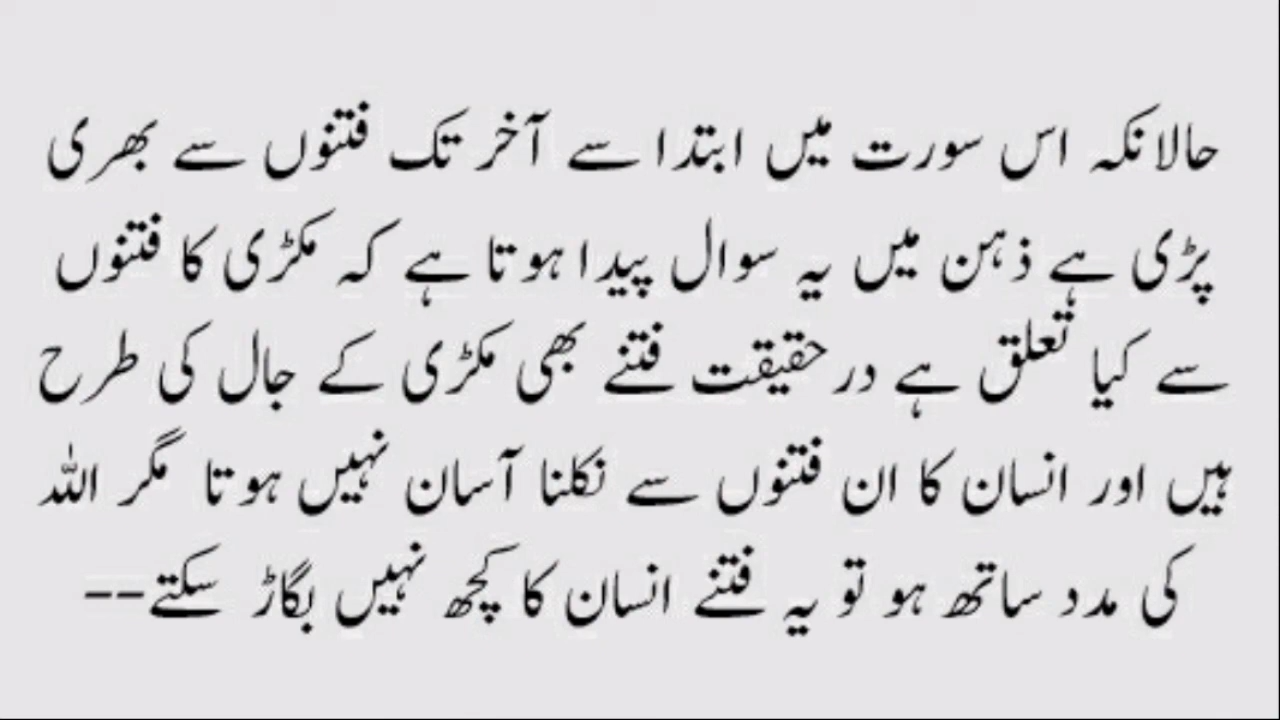 حالانکہ اس سورت میں ابتدا سے آخر تک فتنوں سے بھری
پڑی ہے ذہن میں یہ سوال پیدا ہوتا ہے کہ مکڑی کا فتنوں
سے کیا تعلق ہے درحقیقت فتنے بھی مکڑی کے جال کی طرح
ہیں اور انسان کا ان فتنوں سے نکلنا آسان نہیں ہوتا مگر اللہ
کی مدد ساتھ ہو تو یہ فتنے انسان کا کچھ نہیں بگاڑ سکتے--